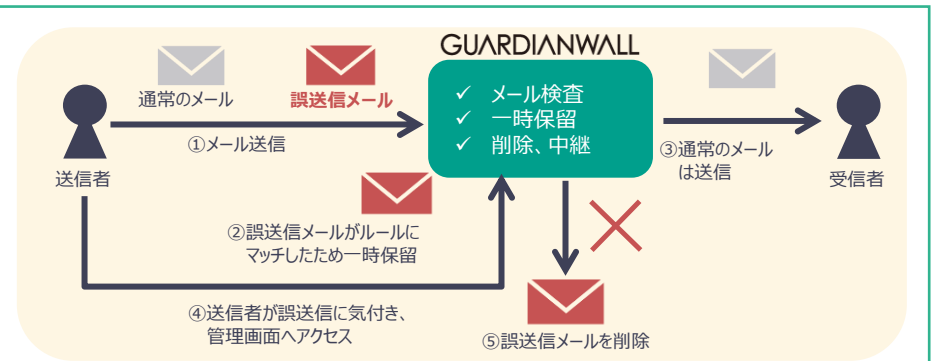 GUARDIANWALL
通常のメール
誤送信メール
✓ メール検査
✓ 一時保留
✓ 削除、中継
①メール送信
③通常のメール
は送信
送信者
受信者
②誤送信メールがルールに
マッチしたため一時保留
④送信者が誤送信に気付き、
管理画面へアクセス
⑤誤送信メールを削除